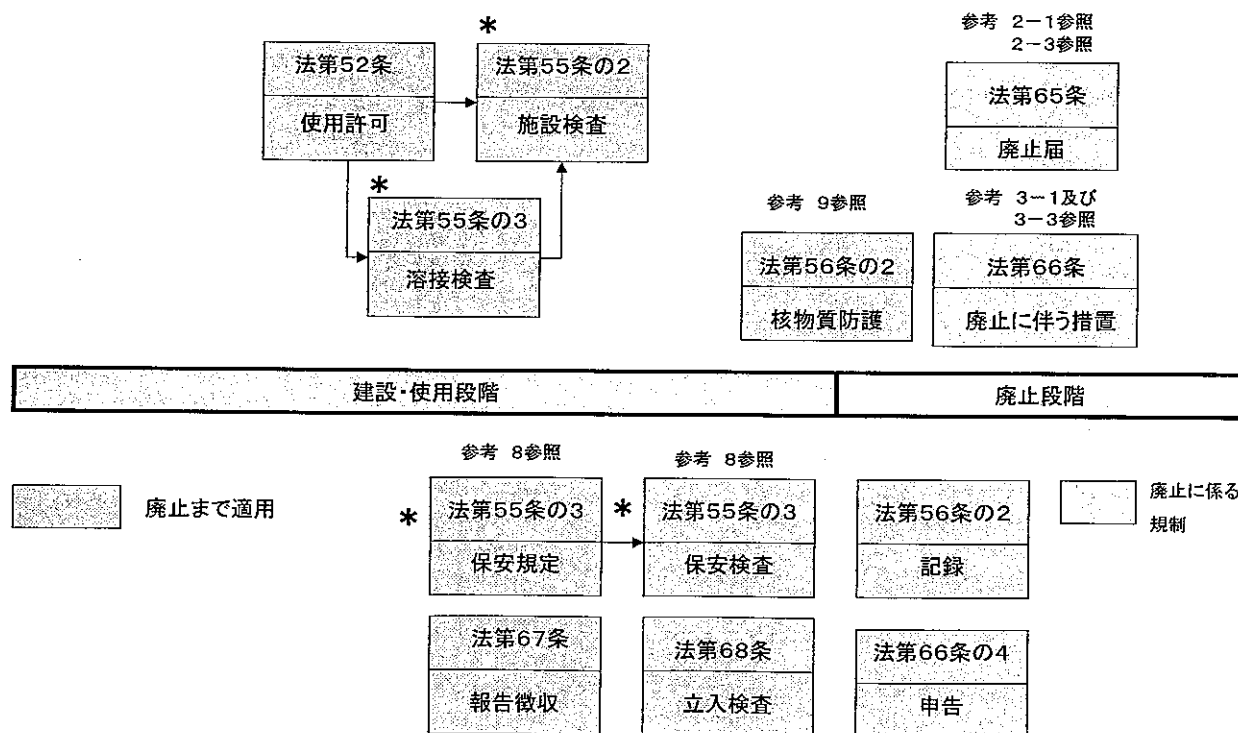 参考 2-1参照
2-3参照
*
法第52条
使用許可
法第55条の2
施設検査
法第65条
廃止届
*
法第55条の3
溶接検査
参考 9参照
法第56条の2
核物質防護
参考 3-1及び
3-3参照
法第66条
廃止に伴う措置
建設・使用段階
廃止段階
廃止まで適用
参考 8参照
*
法第55条の3
保安規定
参考 8参照
*
法第55条の3
保安検査
法第56条の2
記録
廃止に係る
規制
法第67条
報告徴収
法第68条
立入検査
法第66条の4
申告